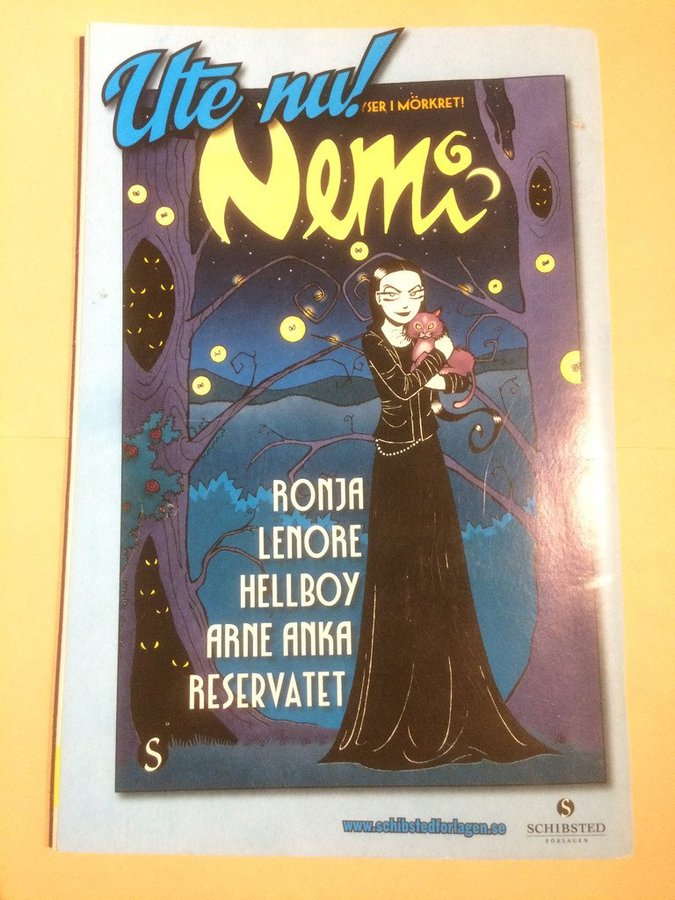 Ute nu!
SER I MÖRKRET!
Nemi
RONJA
LENORE
HELLBOY
ARNE ANKA
RESERVATET
S
www.schibstedforlagen.se
S
SCHIBSTED
FÖRLAGEN